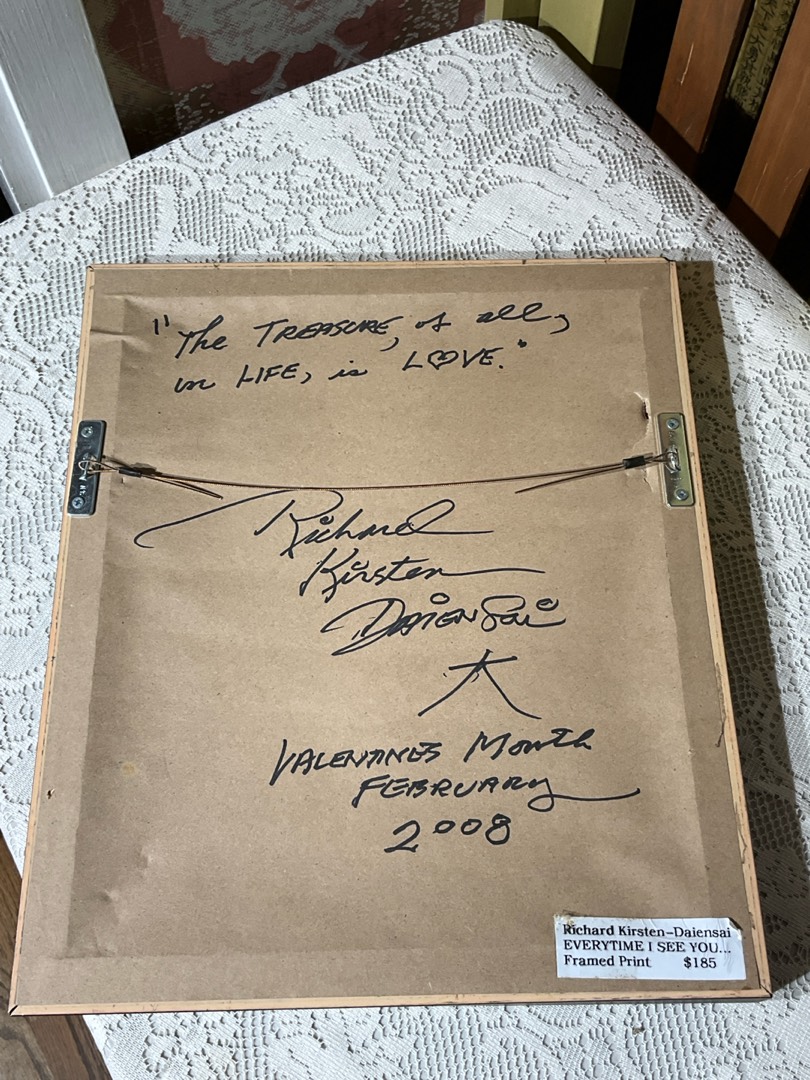 "The TREASURE, of all,
in LIFE, is LOVE."
Richard
Kirsten
DAIENSai
大
VALENTINES Month
FEBRUARY
2008
Richard Kirsten-Daiensai
EVERYTIME I SEE YOU...
Framed Print $185